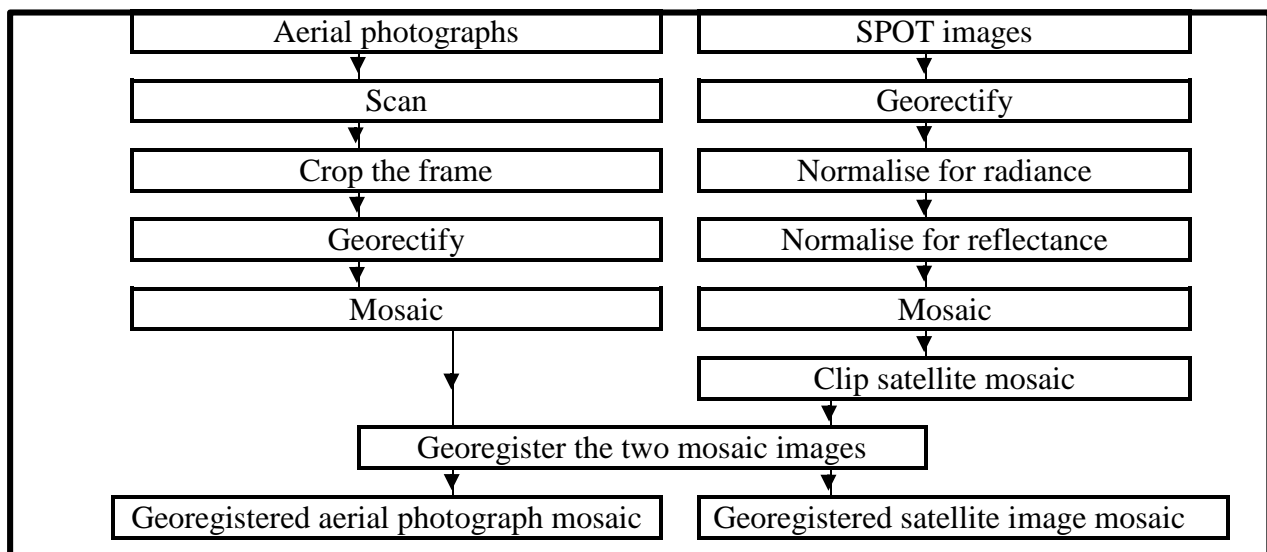 Aerial photographs
SPOT images
Scan
Georectify
Crop the frame
Normalise for radiance
Georectify
Normalise for reflectance
Mosaic
Mosaic
Clip satellite mosaic
Georegister the two mosaic images
Georegistered aerial photograph mosaic
Georegistered satellite image mosaic